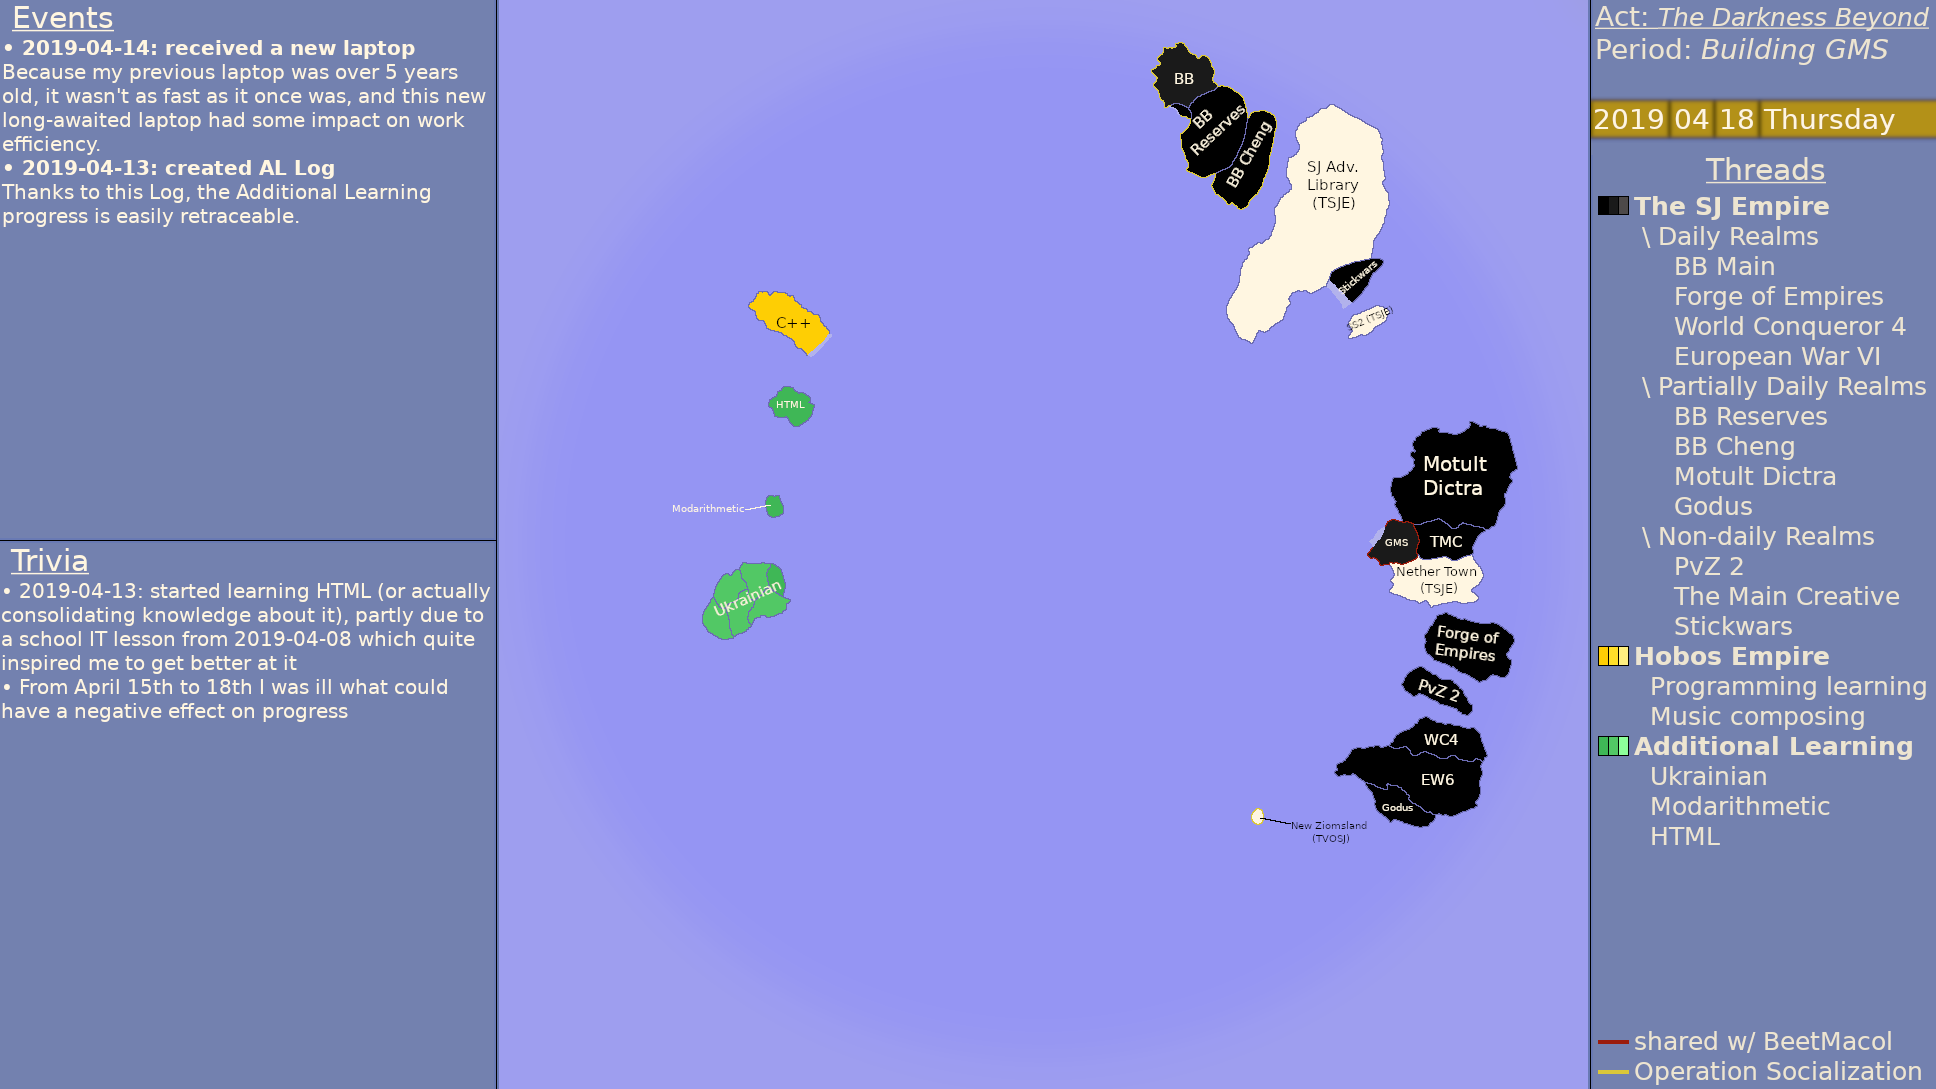 Events
• 2019-04-14: received a new laptop
Because my previous laptop was over 5 years
old, it wasn't as fast as it once was, and this new
long-awaited laptop had some impact on work
efficiency.
• 2019-04-13: created AL Log
Thanks to this Log, the Additional Learning
progress is easily retraceable.
Trivia
• 2019-04-13: started learning HTML (or actually
consolidating knowledge about it), partly due to
a school IT lesson from 2019-04-08 which quite
inspired me to get better at it
• From April 15th to 18th I was ill what could
have a negative effect on progress
BB
BB
Reserves
BB Cheng
SJ Adv.
Library
(TSJE)
Stickwars
SS2 (TSJE)
C++
HTML
Modarithmetic
Ukrainian
Motult
Dictra
GMS
TMC
Nether Town
(TSJE)
Forge of
Empires
PvZ 2
WC4
EW6
Godus
New Ziomsland
(TVOSJ)
Act: The Darkness Beyond
Period: Building GMS
2019 04 18 Thursday
Threads
The SJ Empire
\ Daily Realms
BB Main
Forge of Empires
World Conqueror 4
European War VI
\ Partially Daily Realms
BB Reserves
BB Cheng
Motult Dictra
Godus
\ Non-daily Realms
PvZ 2
The Main Creative
Stickwars
Hobos Empire
Programming learning
Music composing
Additional Learning
Ukrainian
Modarithmetic
HTML
shared w/ BeetMacol
Operation Socialization